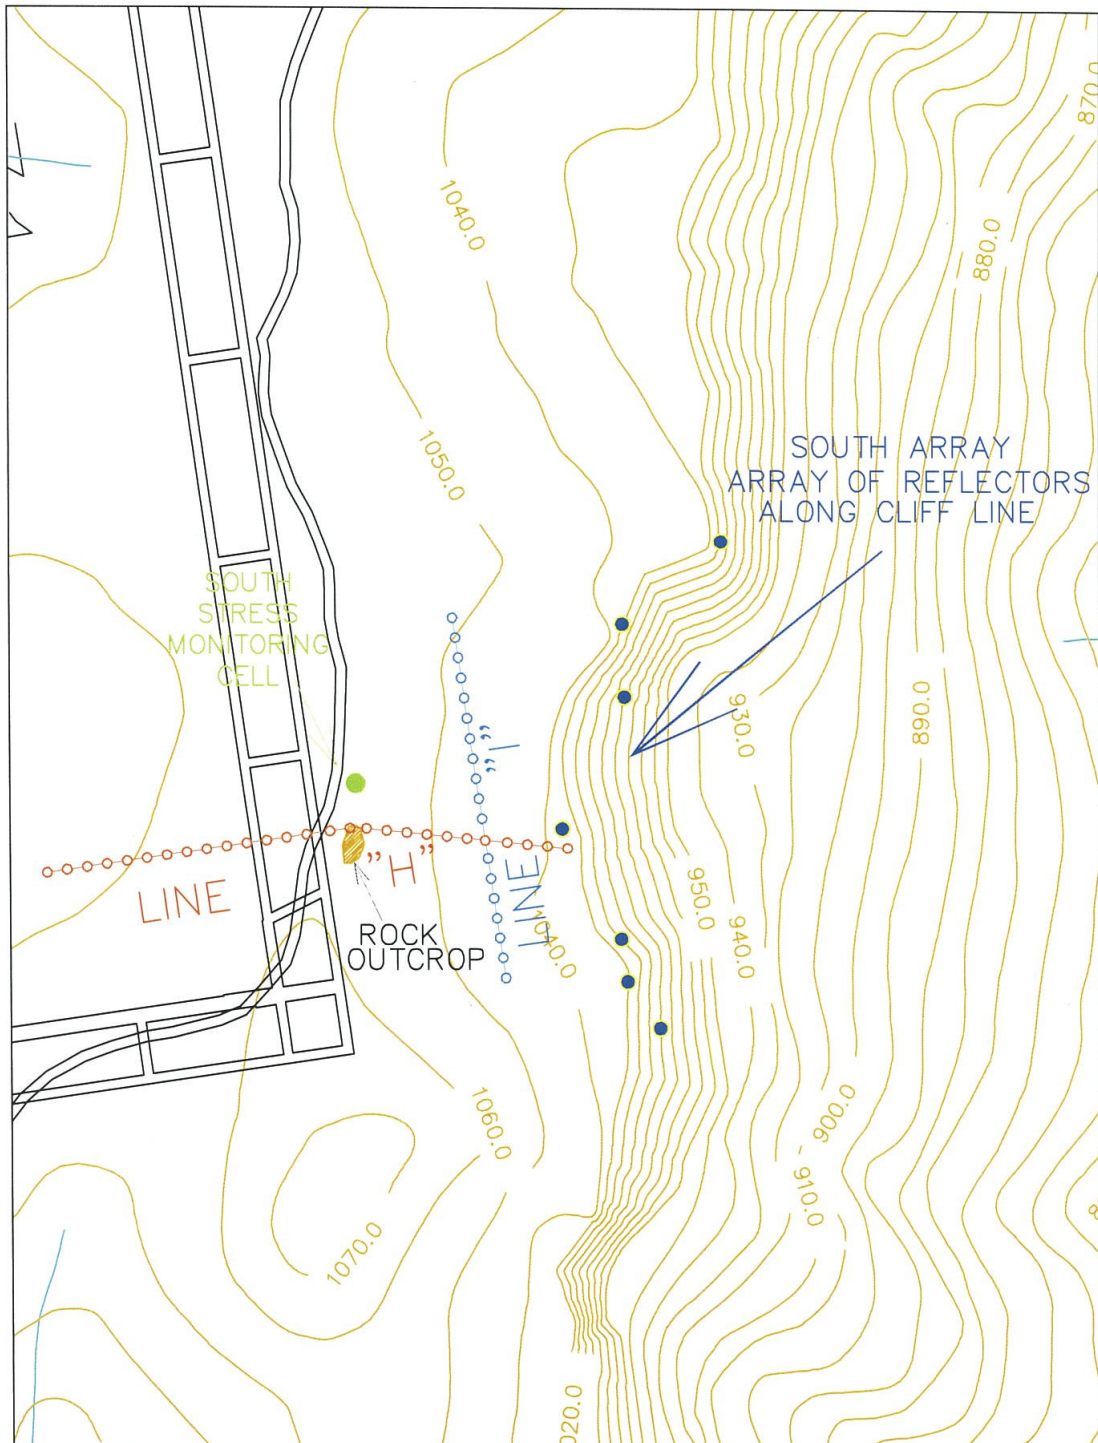 870.0
1040.0
880.0
1050.0
SOUTH ARRAY
ARRAY OF REFLECTORS
ALONG CLIFF LINE
SOUTH
STRESS
MONITORING
CELL
930.0
890.0
"I"
LINE
LINE
"H"
950.0
940.0
1040.0
ROCK
OUTCROP
1060.0
900.0
910.0
1070.0
020.0